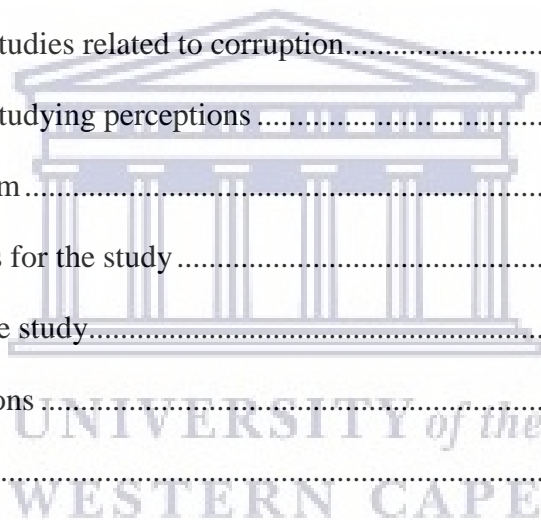 tudies related to corruption..............................
tudying perceptions ..............................
m..............................
s for the study ..............................
e study..............................
ons ..............................
UNIVERSITY of the
..............................
WESTERN CAPE